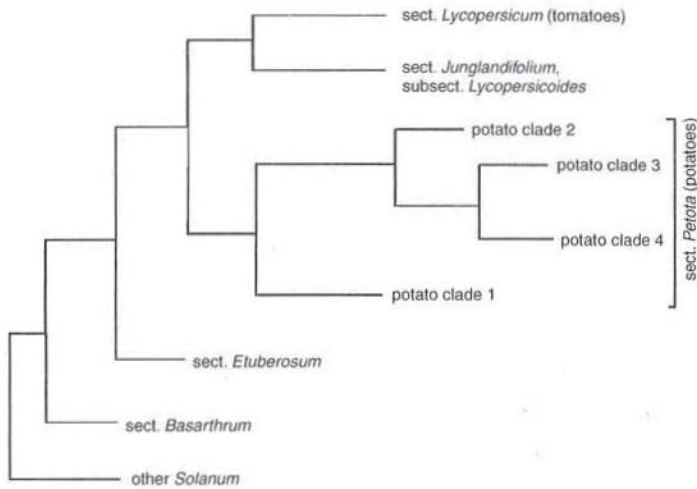 sect. Lycopersicum (tomatoes)
sect. Junglandifolium,
subsect. Lycopersicoides
potato clade 2
potato clade 3
potato clade 4
potato clade 1
sect. Petota (potatoes)
sect. Etuberosum
sect. Basarthrum
other Solanum